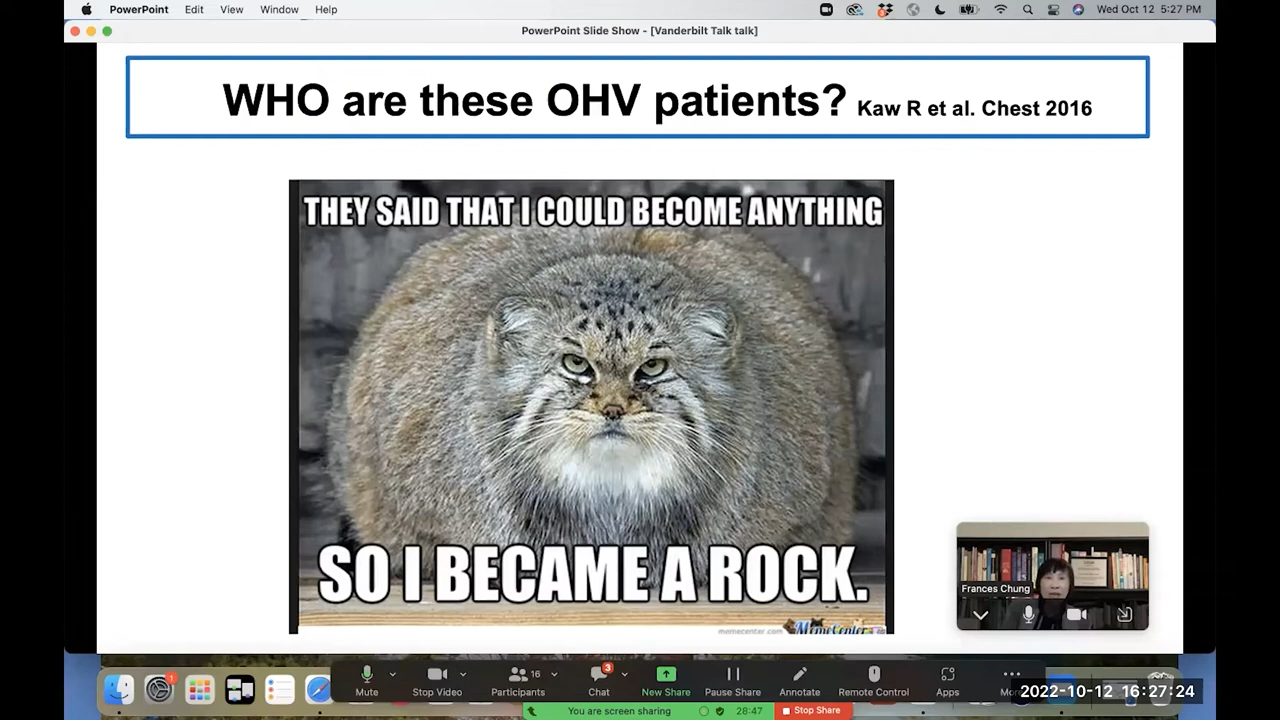 PowerPoint Edit View Window Help Wed Oct 12 5:27 PM
PowerPoint Slide Show - [Vanderbilt Talk talk]
WHO are these OHV patients? Kaw R et al. Chest 2016
THEY SAID THAT I COULD BECOME ANYTHING
SO I BECAME A ROCK.
memecenter.com MemeCenter
Frances Chung
16
3
1
Mute Stop Video Participants Chat New Share Pause Share Annotate Remote Control Apps
2022-10-12 16:27:24
You are screen sharing 28:47 Stop Share